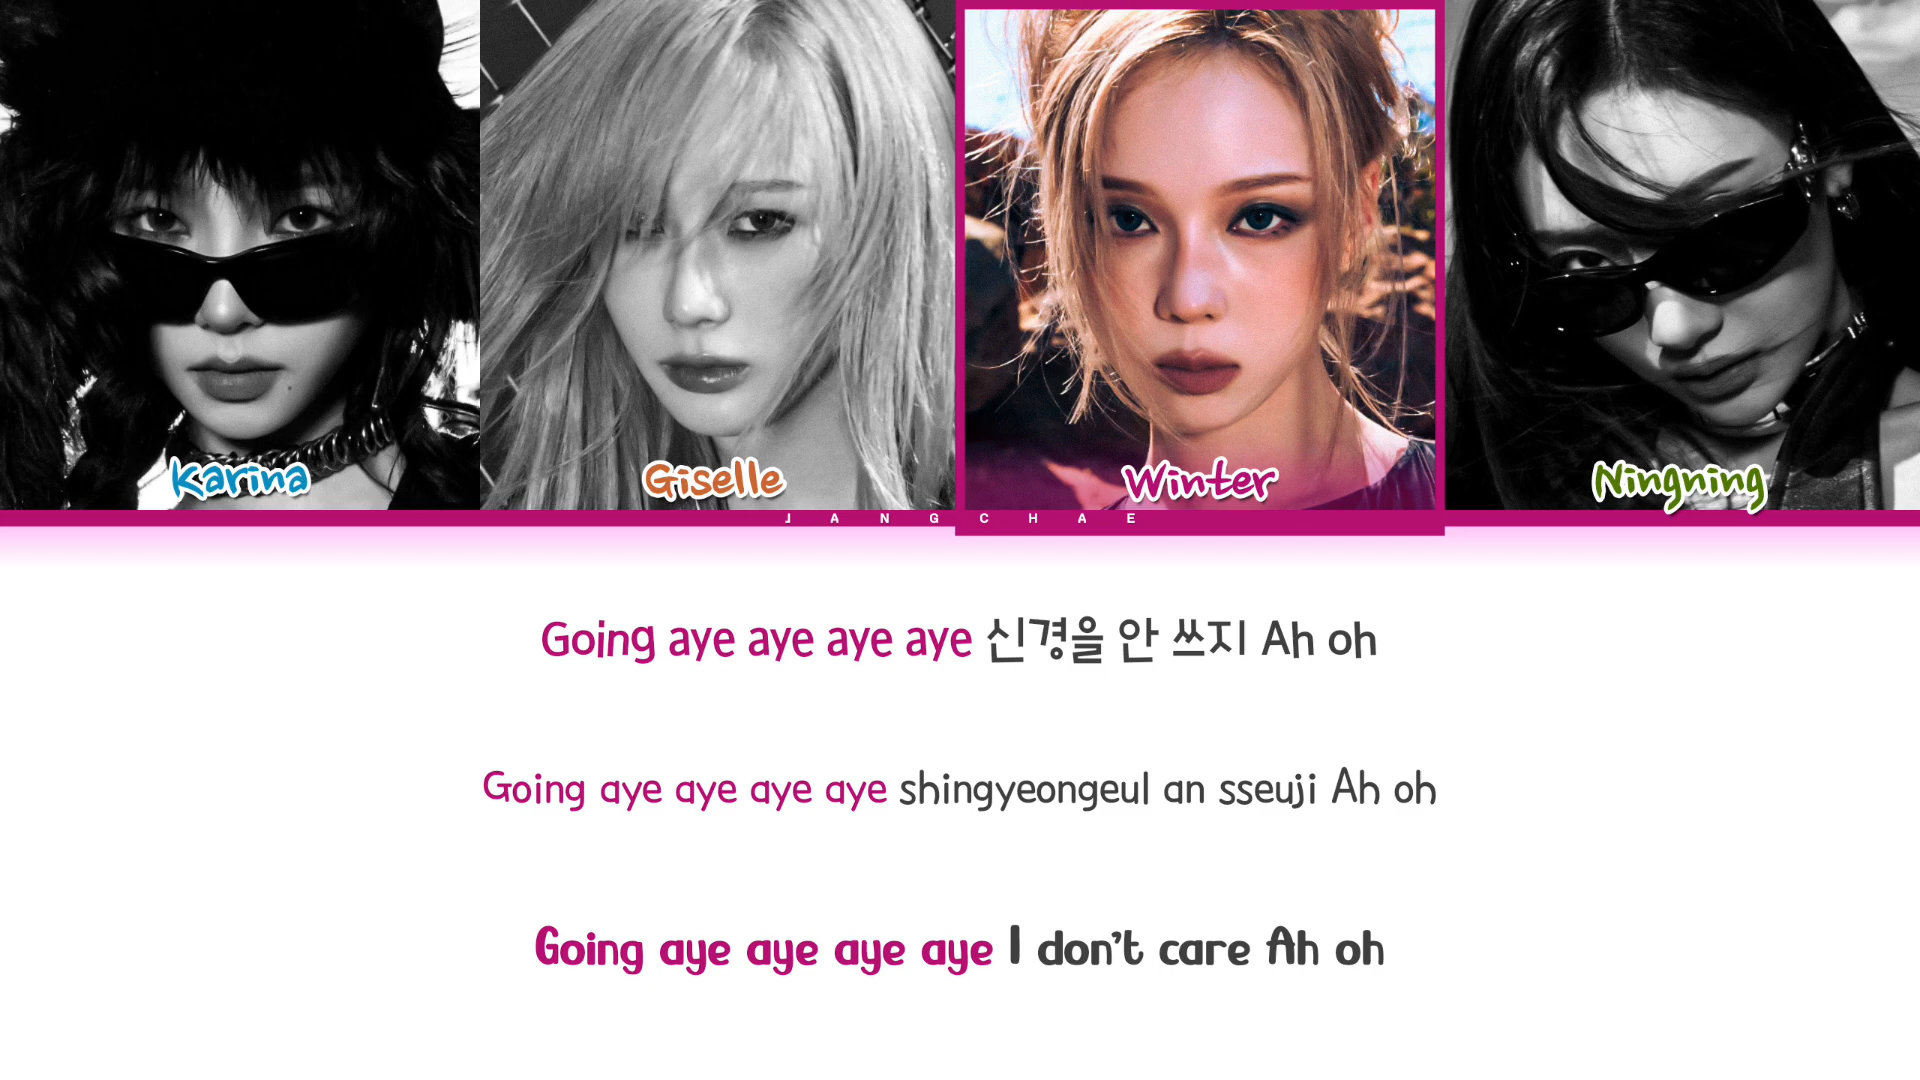 Karina
Giselle
Winter
Ningning
JANGCHAE
Going aye aye aye aye 신경을 안 쓰지 Ah oh
Going aye aye aye aye shingyeongeul an sseuji Ah oh
Going aye aye aye aye I don't care Ah oh